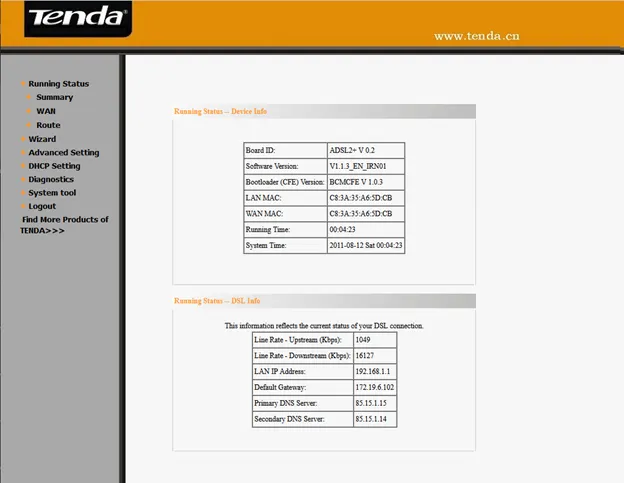 Tenda®
www.tenda.cn
Running Status
Summary
WAN
Route
Wizard
Advanced Setting
DHCP Setting
Diagnostics
System tool
Logout
Find More Products of
TENDA>>>
Running Status -- Device Info
Board ID: ADSL2+ V 0.2
Software Version: V1.1.3_EN_IRN01
Bootloader (CFE) Version: BCMCFE V 1.0.3
LAN MAC: C8:3A:35:A6:5D:CB
WAN MAC: C8:3A:35:A6:5D:CB
Running Time: 00:04:23
System Time: 2011-08-12 Sat 00:04:23
Running Status -- DSL Info
This information reflects the current status of your DSL connection.
Line Rate - Upstream (Kbps): 1049
Line Rate - Downstream (Kbps): 16127
LAN IP Address: 192.168.1.1
Default Gateway: 172.19.6.102
Primary DNS Server: 85.15.1.15
Secondary DNS Server: 85.15.1.14